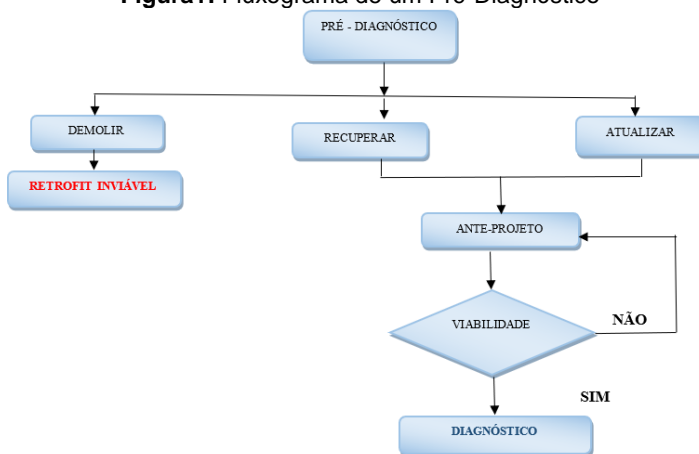 Figura1: Fluxograma de um Pré-Diagnóstico
PRÉ - DIAGNÓSTICO
DEMOLIR
RECUPERAR
ATUALIZAR
RETROFIT INVIÁVEL
ANTE-PROJETO
VIABILIDADE
NÃO
SIM
DIAGNÓSTICO